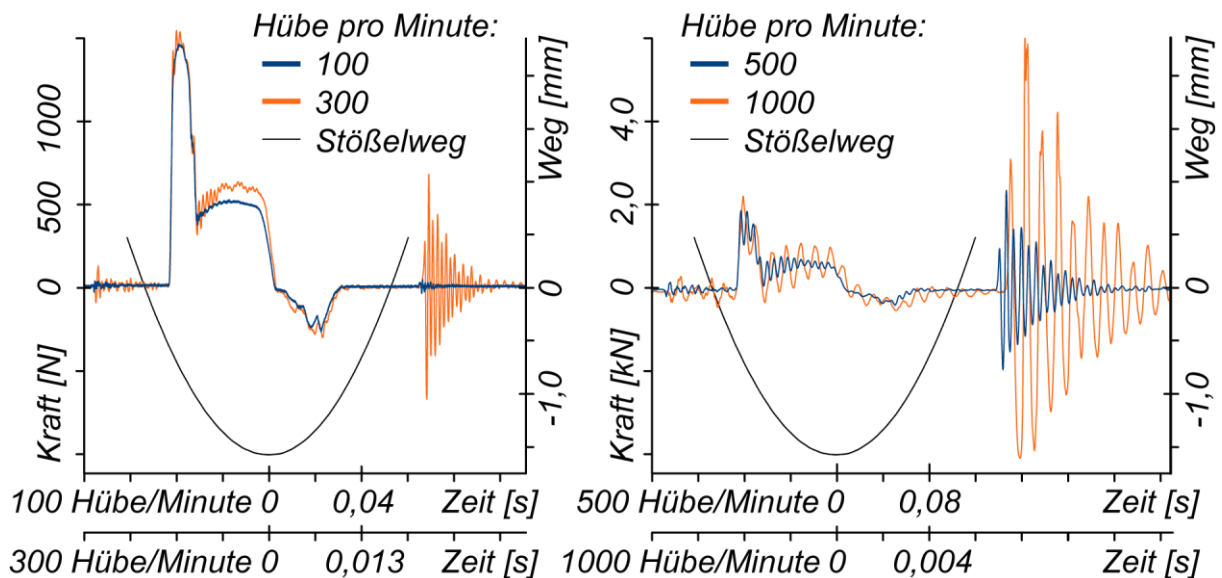 Hübe pro Minute:
100
300
Stößelweg
Kraft [N]
0
500
1000
Weg [mm]
0
-1,0
100 Hübe/Minute 0 0,04 Zeit [s]
300 Hübe/Minute 0 0,013 Zeit [s]
Hübe pro Minute:
500
1000
Stößelweg
Kraft [kN]
0
2,0
4,0
Weg [mm]
0
-1,0
500 Hübe/Minute 0 0,08 Zeit [s]
1000 Hübe/Minute 0 0,004 Zeit [s]